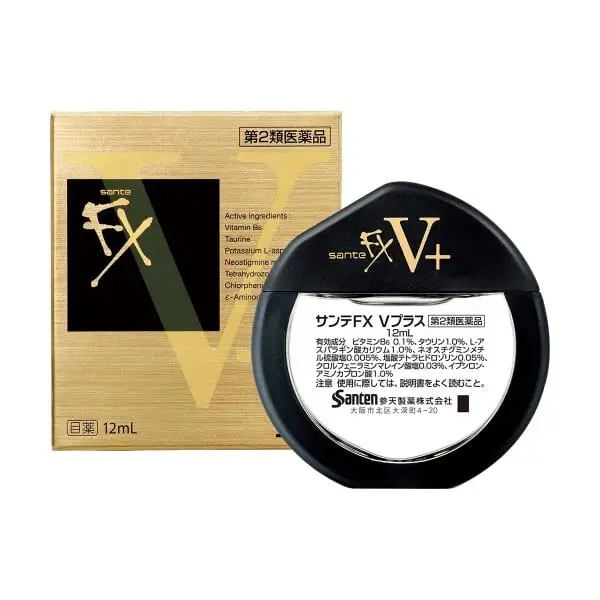 第2類医薬品
V
sante
FX
Active ingredients :
Vitamin B6
Taurine
Potassium L-asp
Neostigmine m
Tetrahydrozo
Chlorpheni
ε-Aminoc
目薬 12mL
sante FX V+
サンテFX Vプラス 第2類医薬品
12mL
有効成分 ビタミンB6 0.1%、タウリン1.0%、L-ア
スパラギン酸カリウム1.0%、ネオスチグミンメチ
ル硫酸塩0.005%、塩酸テトラヒドロゾリン0.05%、
クロルフェニラミンマレイン酸塩0.03%、イプシロン-
アミノカプロン酸1.0%
注意 使用に際しては、説明書をよく読むこと。
Santen 参天製薬株式会社
大阪市北区大深町4-20